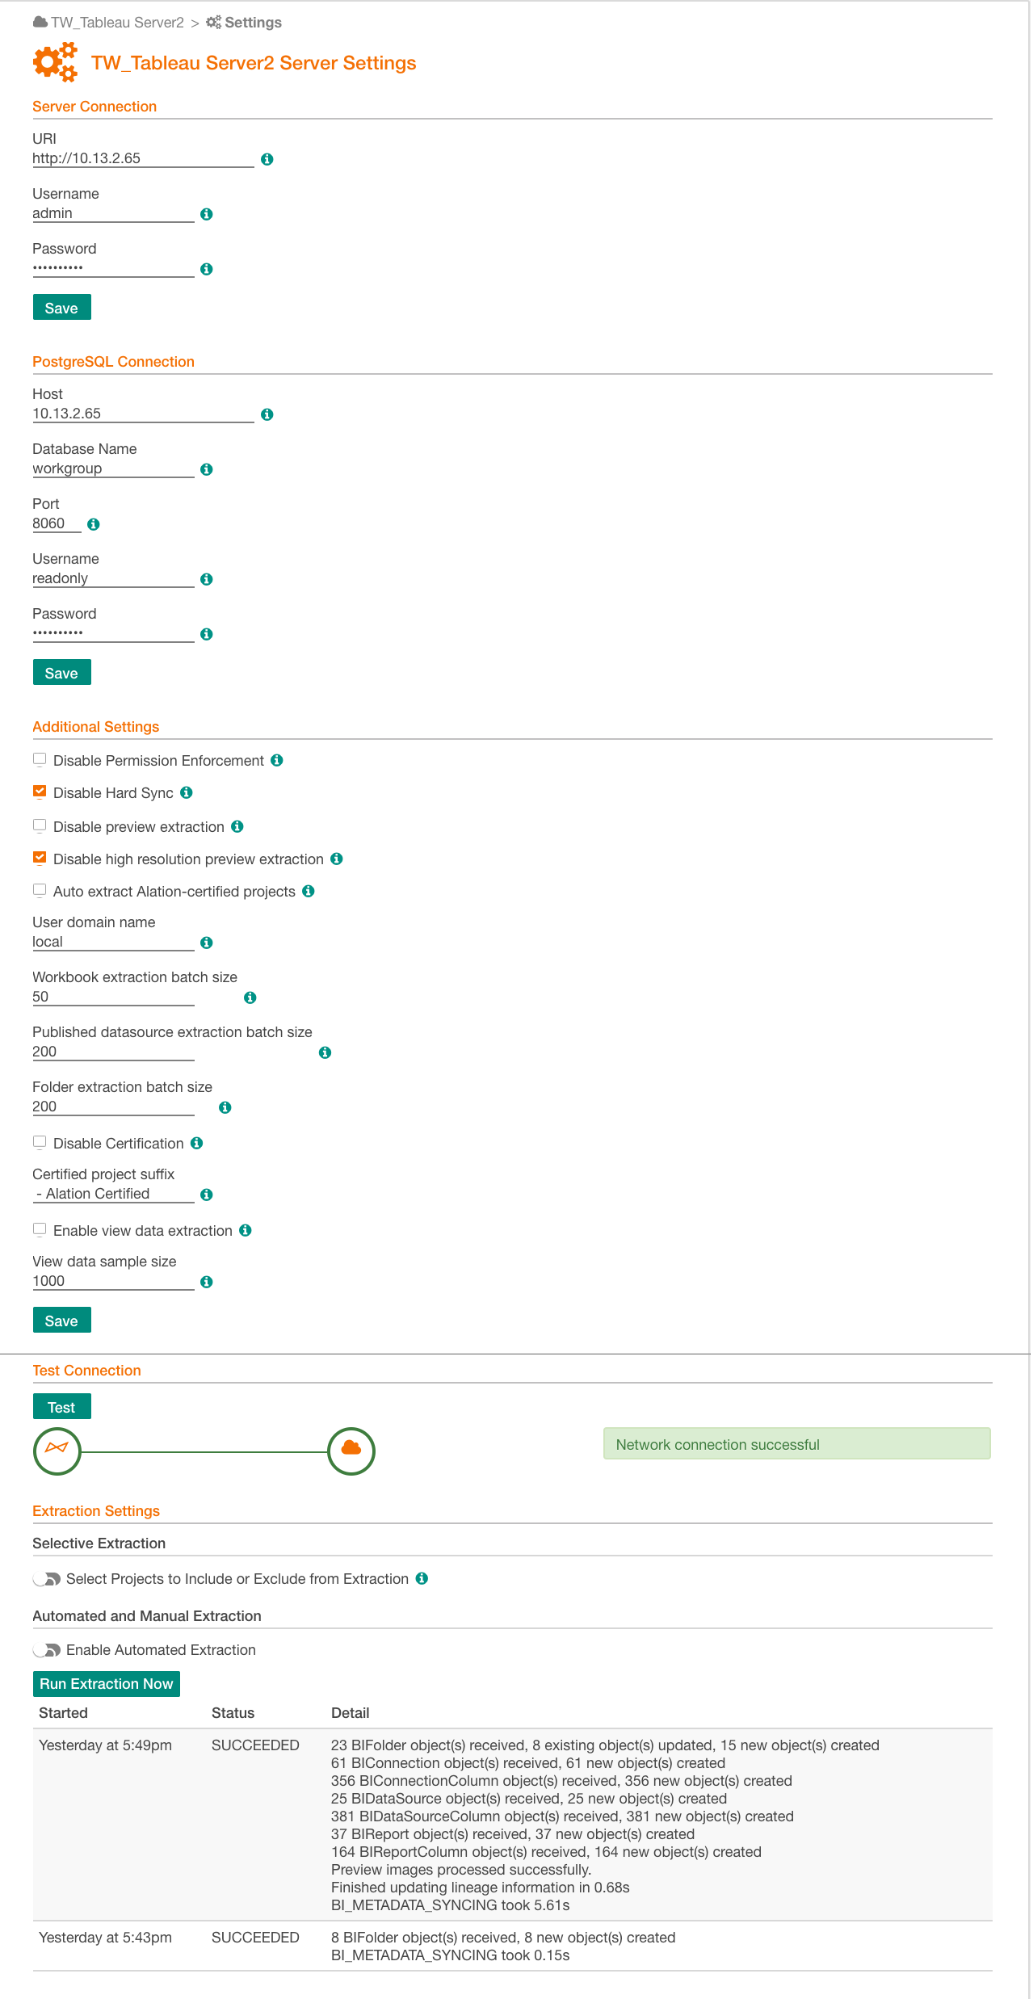 TW_Tableau Server2 > Settings
TW_Tableau Server2 Server Settings
Server Connection
URI
http://10.13.2.65
Username
admin
Password
••••••••••
Save
PostgreSQL Connection
Host
10.13.2.65
Database Name
workgroup
Port
8060
Username
readonly
Password
••••••••••
Save
Additional Settings
Disable Permission Enforcement
Disable Hard Sync
Disable preview extraction
Disable high resolution preview extraction
Auto extract Alation-certified projects
User domain name
local
Workbook extraction batch size
50
Published datasource extraction batch size
200
Folder extraction batch size
200
Disable Certification
Certified project suffix
- Alation Certified
Enable view data extraction
View data sample size
1000
Save
Test Connection
Test
Network connection successful
Extraction Settings
Selective Extraction
Select Projects to Include or Exclude from Extraction
Automated and Manual Extraction
Enable Automated Extraction
Run Extraction Now
Started Status Detail
Yesterday at 5:49pm SUCCEEDED 23 BIFolder object(s) received, 8 existing object(s) updated, 15 new object(s) created
61 BIConnection object(s) received, 61 new object(s) created
356 BIConnectionColumn object(s) received, 356 new object(s) created
25 BIDataSource object(s) received, 25 new object(s) created
381 BIDataSourceColumn object(s) received, 381 new object(s) created
37 BIReport object(s) received, 37 new object(s) created
164 BIReportColumn object(s) received, 164 new object(s) created
Preview images processed successfully.
Finished updating lineage information in 0.68s
BI_METADATA_SYNCING took 5.61s
Yesterday at 5:43pm SUCCEEDED 8 BIFolder object(s) received, 8 new object(s) created
BI_METADATA_SYNCING took 0.15s